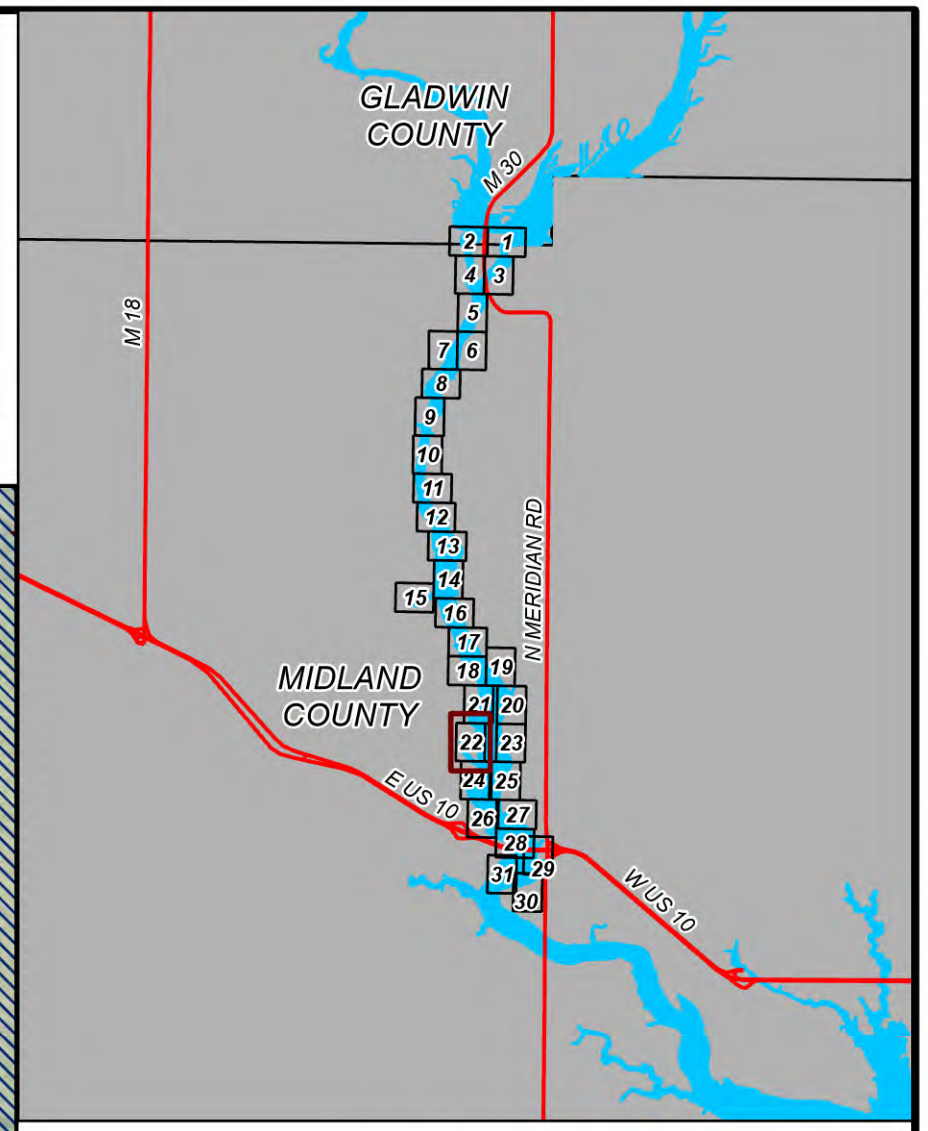 GLADWIN
COUNTY
M 30
2 1
4 3
M 18
5
7 6
8
9
10
11
12
N MERIDIAN RD
13
14
15
16
17
18 19
MIDLAND
COUNTY
21 20
22 23
24 25
E US 10
26 27
28
29
31
30
W US 10